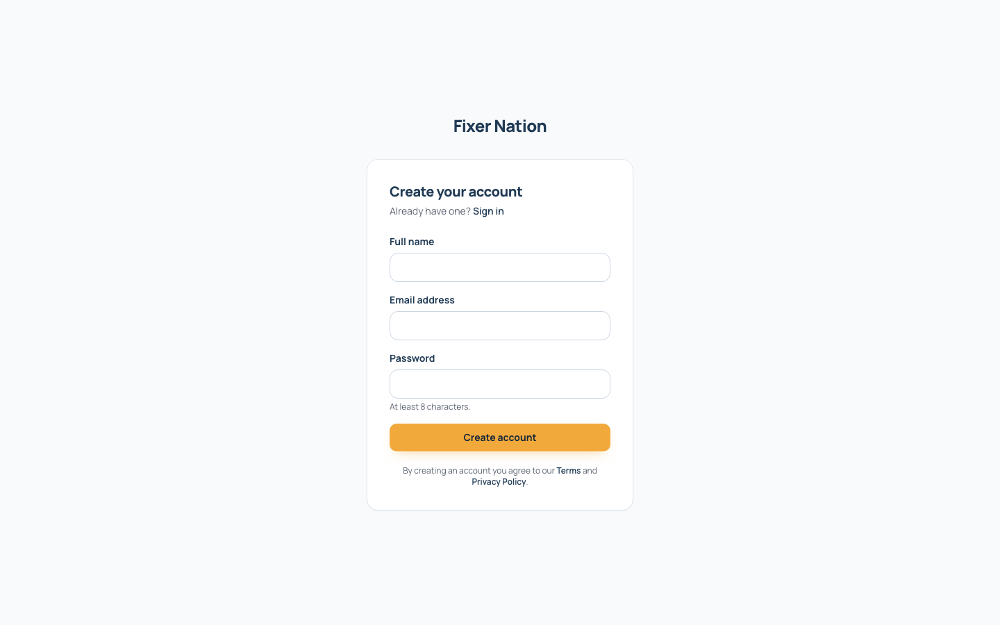 Fixer Nation
Create your account
Already have one? Sign in
Full name
Email address
Password
At least 8 characters.
Create account
By creating an account you agree to our Terms and
Privacy Policy.